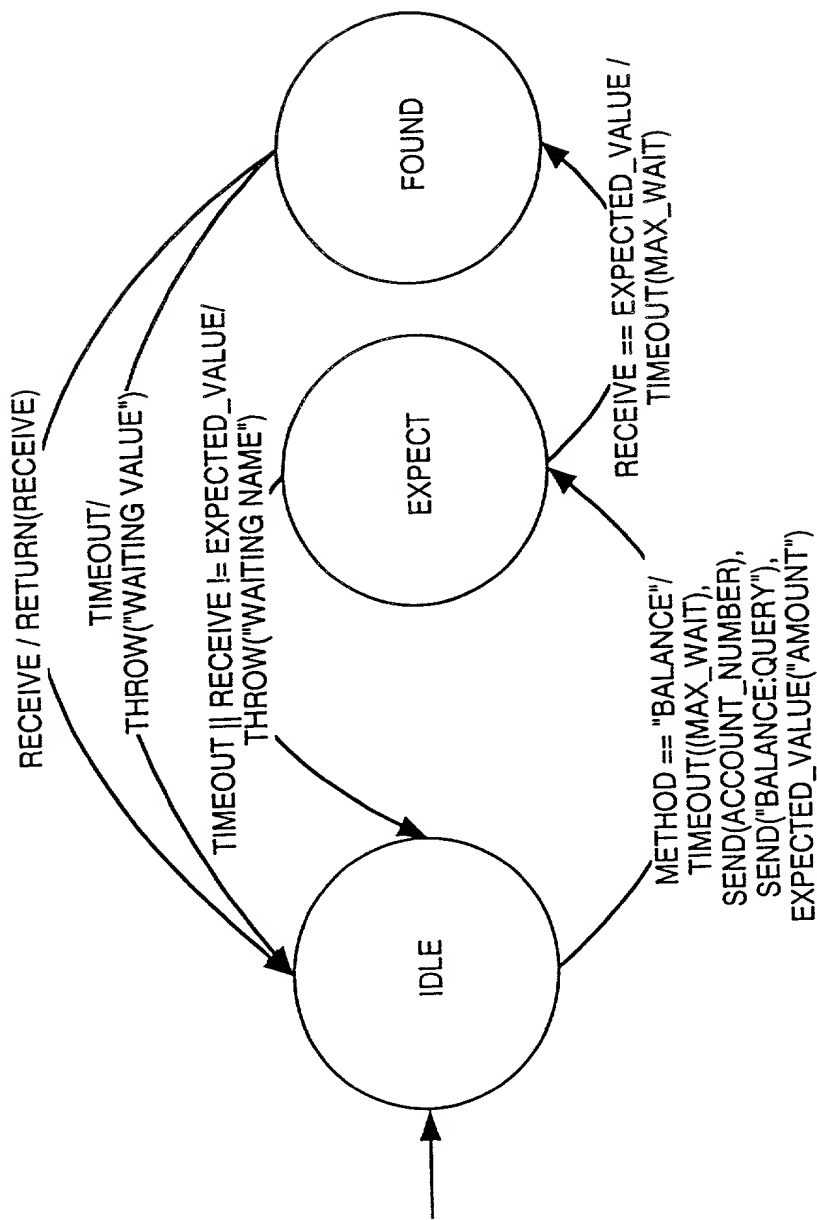 RECEIVE / RETURN(RECEIVE)
TIMEOUT/
THROW("WAITING VALUE")
TIMEOUT || RECEIVE != EXPECTED_VALUE/
THROW("WAITING NAME")
IDLE
EXPECT
FOUND
METHOD == "BALANCE"/
TIMEOUT((MAX_WAIT),
SEND(ACCOUNT_NUMBER),
SEND("BALANCE:QUERY"),
EXPECTED_VALUE("AMOUNT")
RECEIVE == EXPECTED_VALUE /
TIMEOUT(MAX_WAIT)